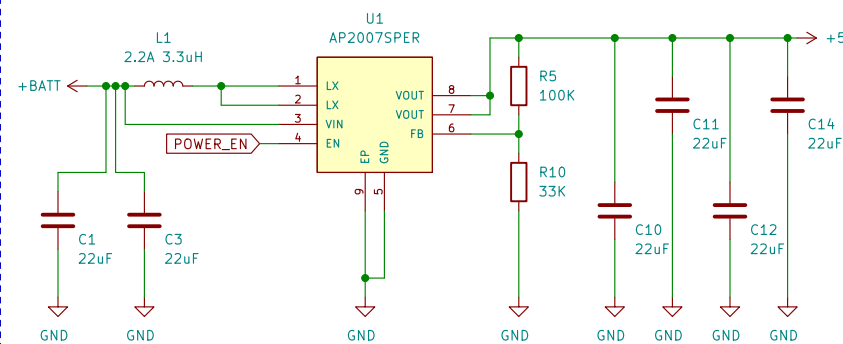 U1
AP2007SPER
L1
2.2A 3.3uH
+BATT
1
LX
2
LX
3
VIN
4
EN
POWER_EN
VOUT
8
VOUT
7
FB
6
EP
GND
9
5
R5
100K
R10
33K
+5
C1
22uF
C3
22uF
C10
22uF
C11
22uF
C12
22uF
C14
22uF
GND
GND
GND
GND
GND
GND
GND
GND